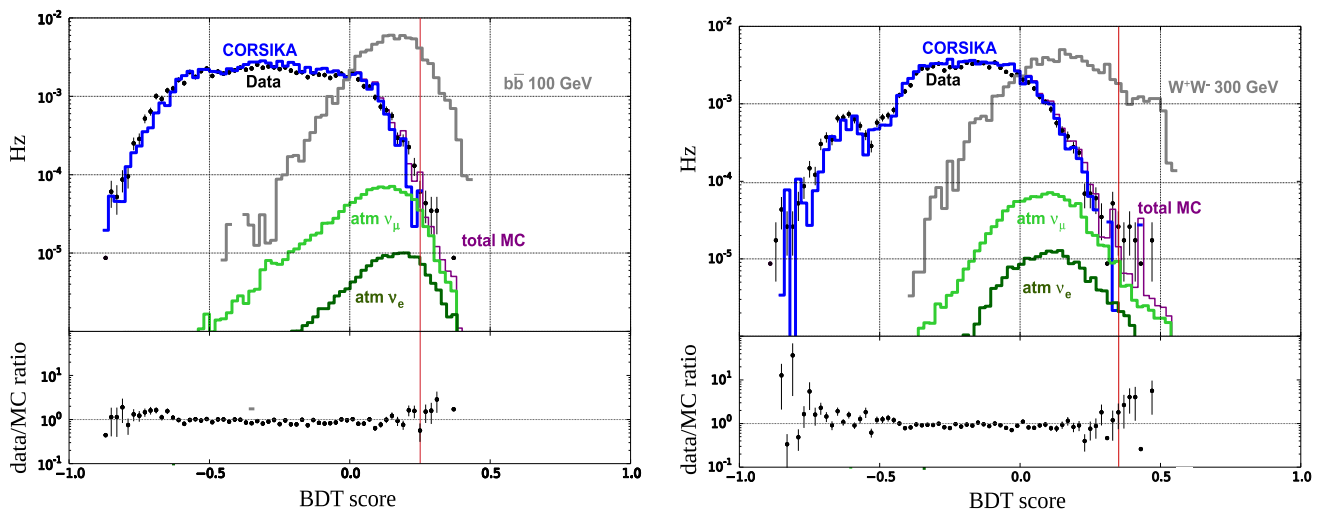 10⁻²
10⁻³
10⁻⁴
10⁻⁵
Hz
CORSIKA
Data
bb̅ 100 GeV
atm ν_μ
total MC
atm ν_e
10¹
10⁰
10⁻¹
data/MC ratio
−1.0 −0.5 0.0 0.5 1.0
BDT score
10⁻²
10⁻³
10⁻⁴
10⁻⁵
Hz
CORSIKA
Data
W⁺W⁻ 300 GeV
atm ν_μ
total MC
atm ν_e
10¹
10⁰
10⁻¹
data/MC ratio
−1.0 −0.5 0.0 0.5 1.0
BDT score